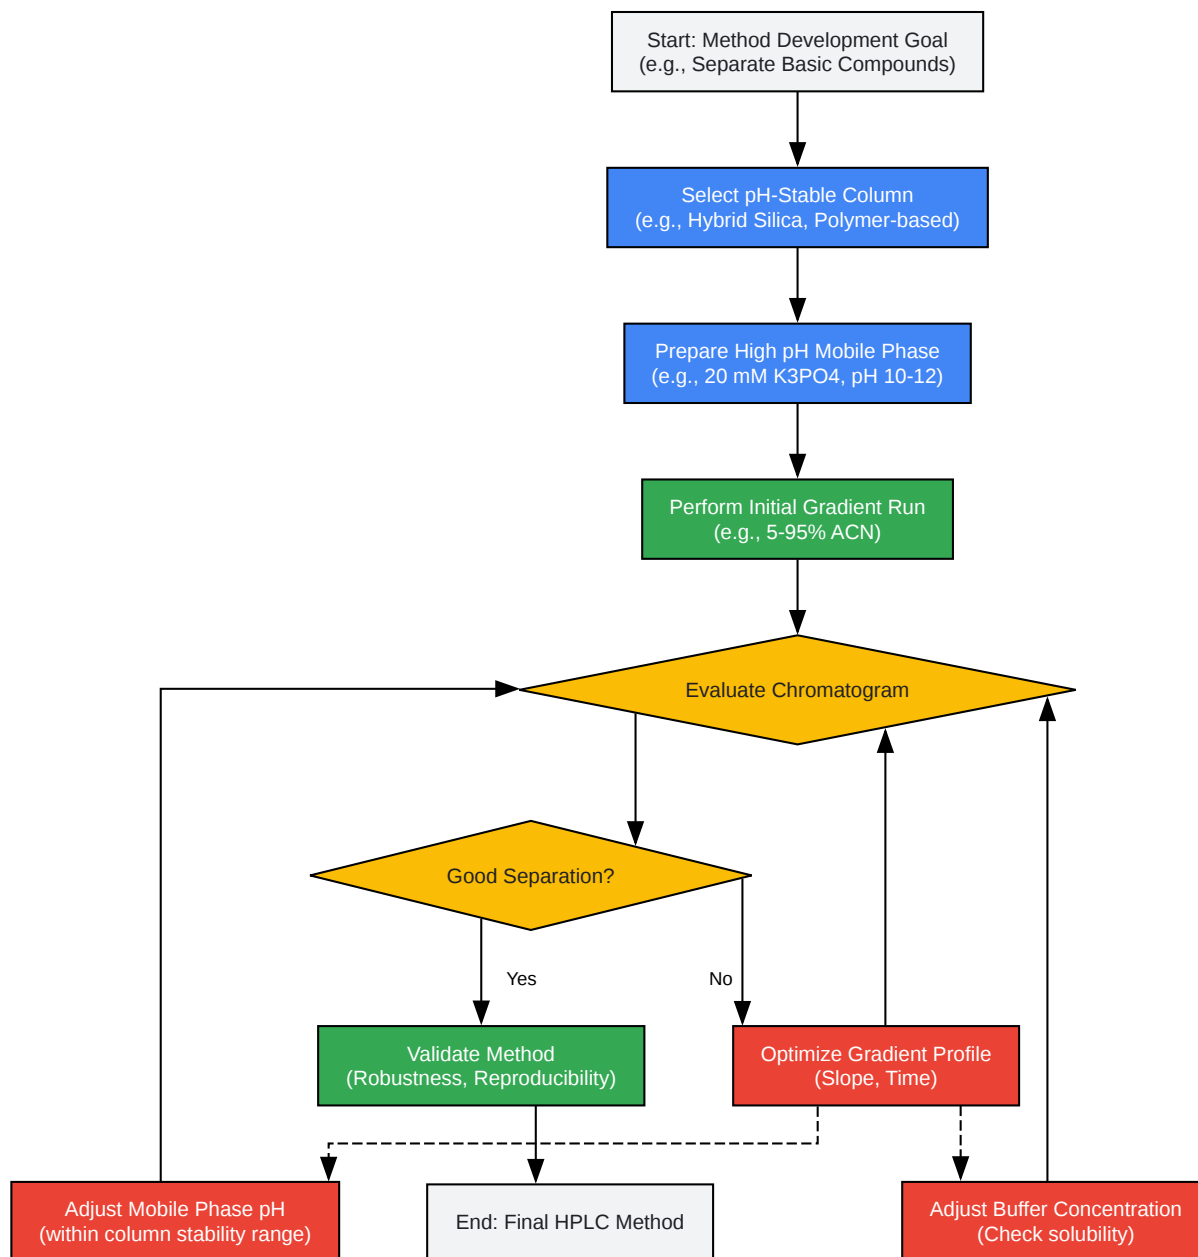 Start: Method Development Goal
(e.g., Separate Basic Compounds)
Select pH-Stable Column
(e.g., Hybrid Silica, Polymer-based)
Prepare High pH Mobile Phase
(e.g., 20 mM K3PO4, pH 10-12)
Perform Initial Gradient Run
(e.g., 5-95% ACN)
Evaluate Chromatogram
Good Separation?
Yes
No
Validate Method
(Robustness, Reproducibility)
Optimize Gradient Profile
(Slope, Time)
Adjust Mobile Phase pH
(within column stability range)
End: Final HPLC Method
Adjust Buffer Concentration
(Check solubility)